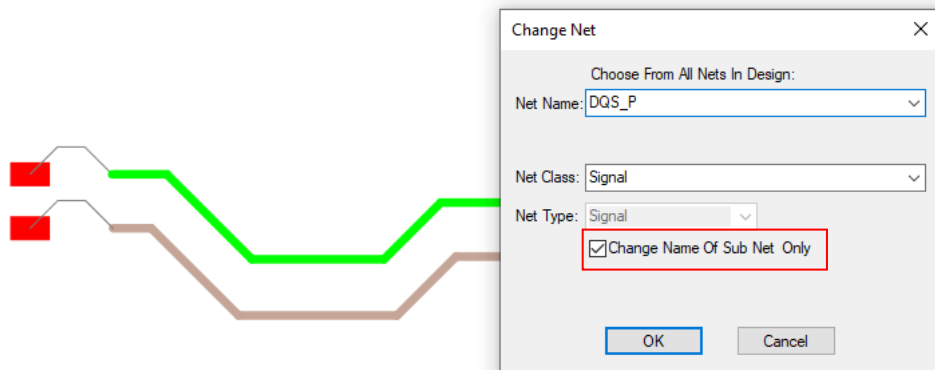 Change Net
Choose From All Nets In Design:
Net Name: DQS_P
Net Class: Signal
Net Type: Signal
Change Name Of Sub Net Only
OK Cancel